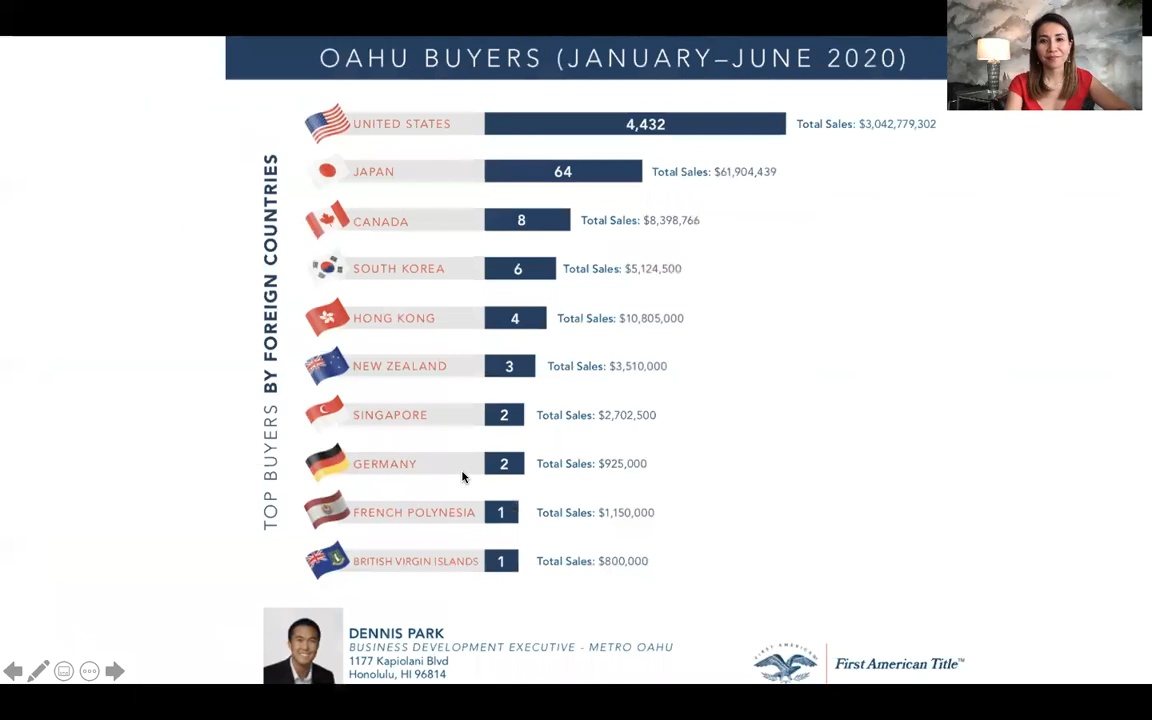 OAHU BUYERS (JANUARY–JUNE 2020)
TOP BUYERS BY FOREIGN COUNTRIES
UNITED STATES 4,432 Total Sales: $3,042,779,302
JAPAN 64 Total Sales: $61,904,439
CANADA 8 Total Sales: $8,398,766
SOUTH KOREA 6 Total Sales: $5,124,500
HONG KONG 4 Total Sales: $10,805,000
NEW ZEALAND 3 Total Sales: $3,510,000
SINGAPORE 2 Total Sales: $2,702,500
GERMANY 2 Total Sales: $925,000
FRENCH POLYNESIA 1 Total Sales: $1,150,000
BRITISH VIRGIN ISLANDS 1 Total Sales: $800,000
DENNIS PARK
BUSINESS DEVELOPMENT EXECUTIVE - METRO OAHU
1177 Kapiolani Blvd
Honolulu, HI 96814
FIRST AMERICAN
First American Title™